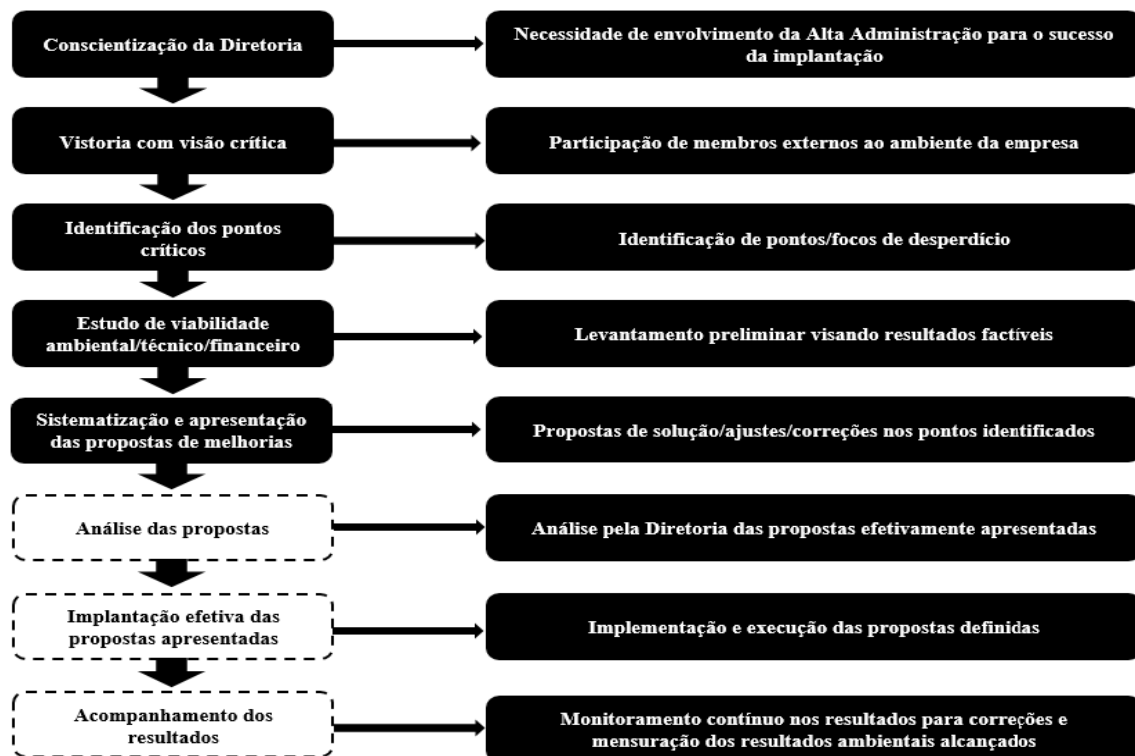 Conscientização da Diretoria
Necessidade de envolvimento da Alta Administração para o sucesso
da implantação
Vistoria com visão crítica
Participação de membros externos ao ambiente da empresa
Identificação dos pontos
críticos
Identificação de pontos/focos de desperdício
Estudo de viabilidade
ambiental/técnico/financeiro
Levantamento preliminar visando resultados factíveis
Sistematização e apresentação
das propostas de melhorias
Propostas de solução/ajustes/correções nos pontos identificados
Análise das propostas
Análise pela Diretoria das propostas efetivamente apresentadas
Implantação efetiva das
propostas apresentadas
Implementação e execução das propostas definidas
Acompanhamento dos
resultados
Monitoramento contínuo nos resultados para correções e
mensuração dos resultados ambientais alcançados